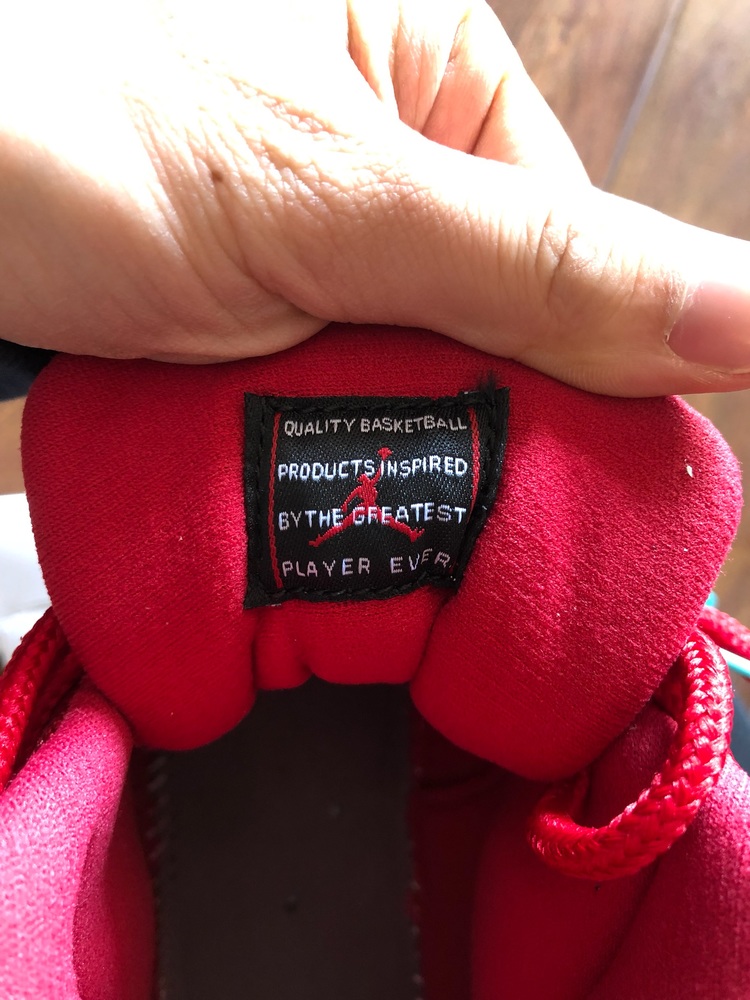 QUALITY BASKETBALL
PRODUCTS INSPIRED
BY THE GREATEST
PLAYER EVER.